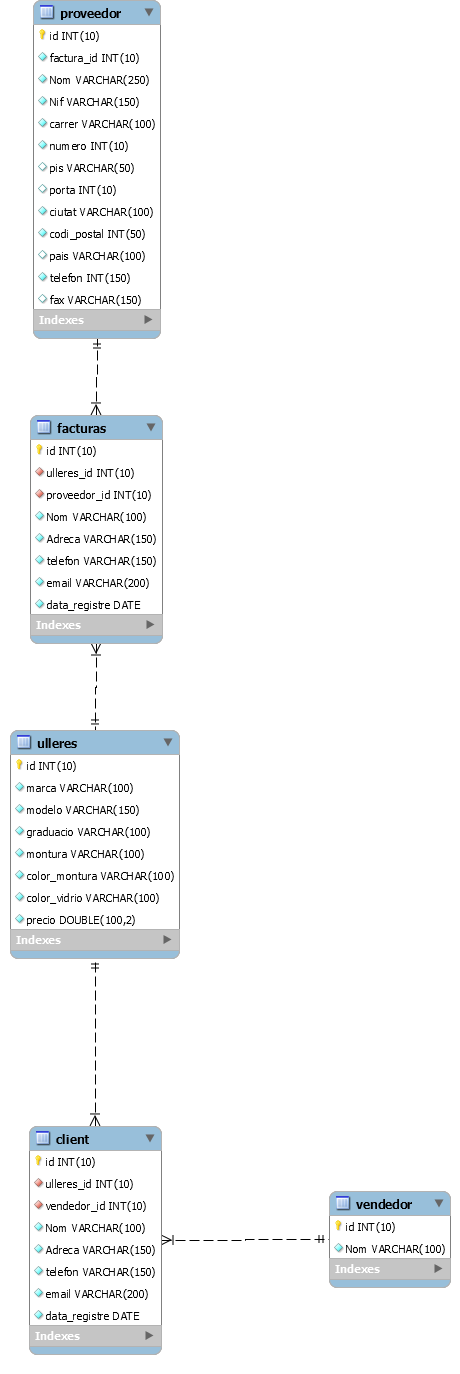 proveedor
id INT(10)
factura_id INT(10)
Nom VARCHAR(250)
Nif VARCHAR(150)
carrer VARCHAR(100)
numero INT(10)
pis VARCHAR(50)
porta INT(10)
ciutat VARCHAR(100)
codi_postal INT(50)
pais VARCHAR(100)
telefon INT(150)
fax VARCHAR(150)
Indexes
facturas
id INT(10)
ulleres_id INT(10)
proveedor_id INT(10)
Nom VARCHAR(100)
Adreca VARCHAR(150)
telefon VARCHAR(150)
email VARCHAR(200)
data_registre DATE
Indexes
ulleres
id INT(10)
marca VARCHAR(100)
modelo VARCHAR(150)
graduacio VARCHAR(100)
montura VARCHAR(100)
color_montura VARCHAR(100)
color_vidrio VARCHAR(100)
precio DOUBLE(100,2)
Indexes
client
id INT(10)
ulleres_id INT(10)
vendedor_id INT(10)
Nom VARCHAR(100)
Adreca VARCHAR(150)
telefon VARCHAR(150)
email VARCHAR(200)
data_registre DATE
Indexes
vendedor
id INT(10)
Nom VARCHAR(100)
Indexes